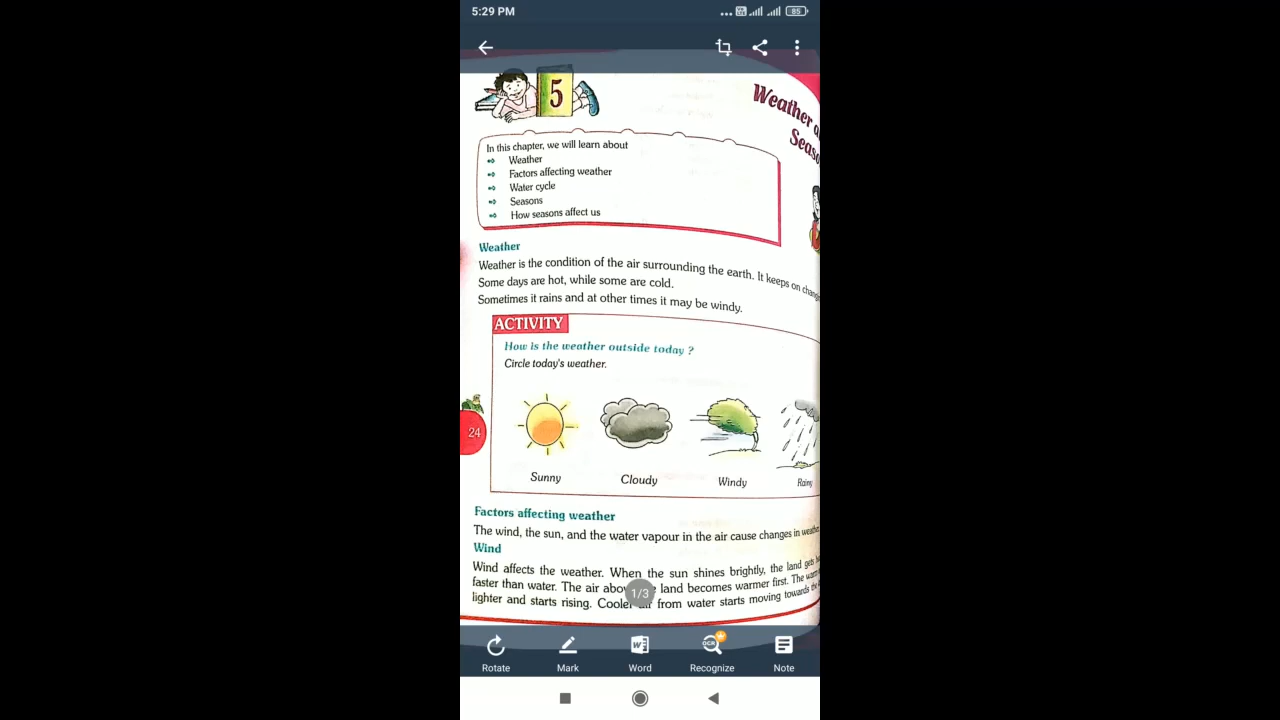 5:29 PM
85
5
Weather
In this chapter, we will learn about
Weather
Factors affecting weather
Water cycle
Seasons
How seasons affect us
Weather
Weather is the condition of the air surrounding the earth. It keeps on
Some days are hot, while some are cold.
Sometimes it rains and at other times it may be windy.
ACTIVITY
How is the weather outside today ?
Circle today's weather.
24
Sunny
Cloudy
Windy
Rainy
Factors affecting weather
The wind, the sun, and the water vapour in the air cause changes in
Wind
Wind affects the weather. When the sun shines brightly, the land gets
faster than water. The air land becomes warmer first. The
1/3
lighter and starts rising. Cooler from water starts moving towards
Rotate
Mark
Word
OCR
Recognize
Note